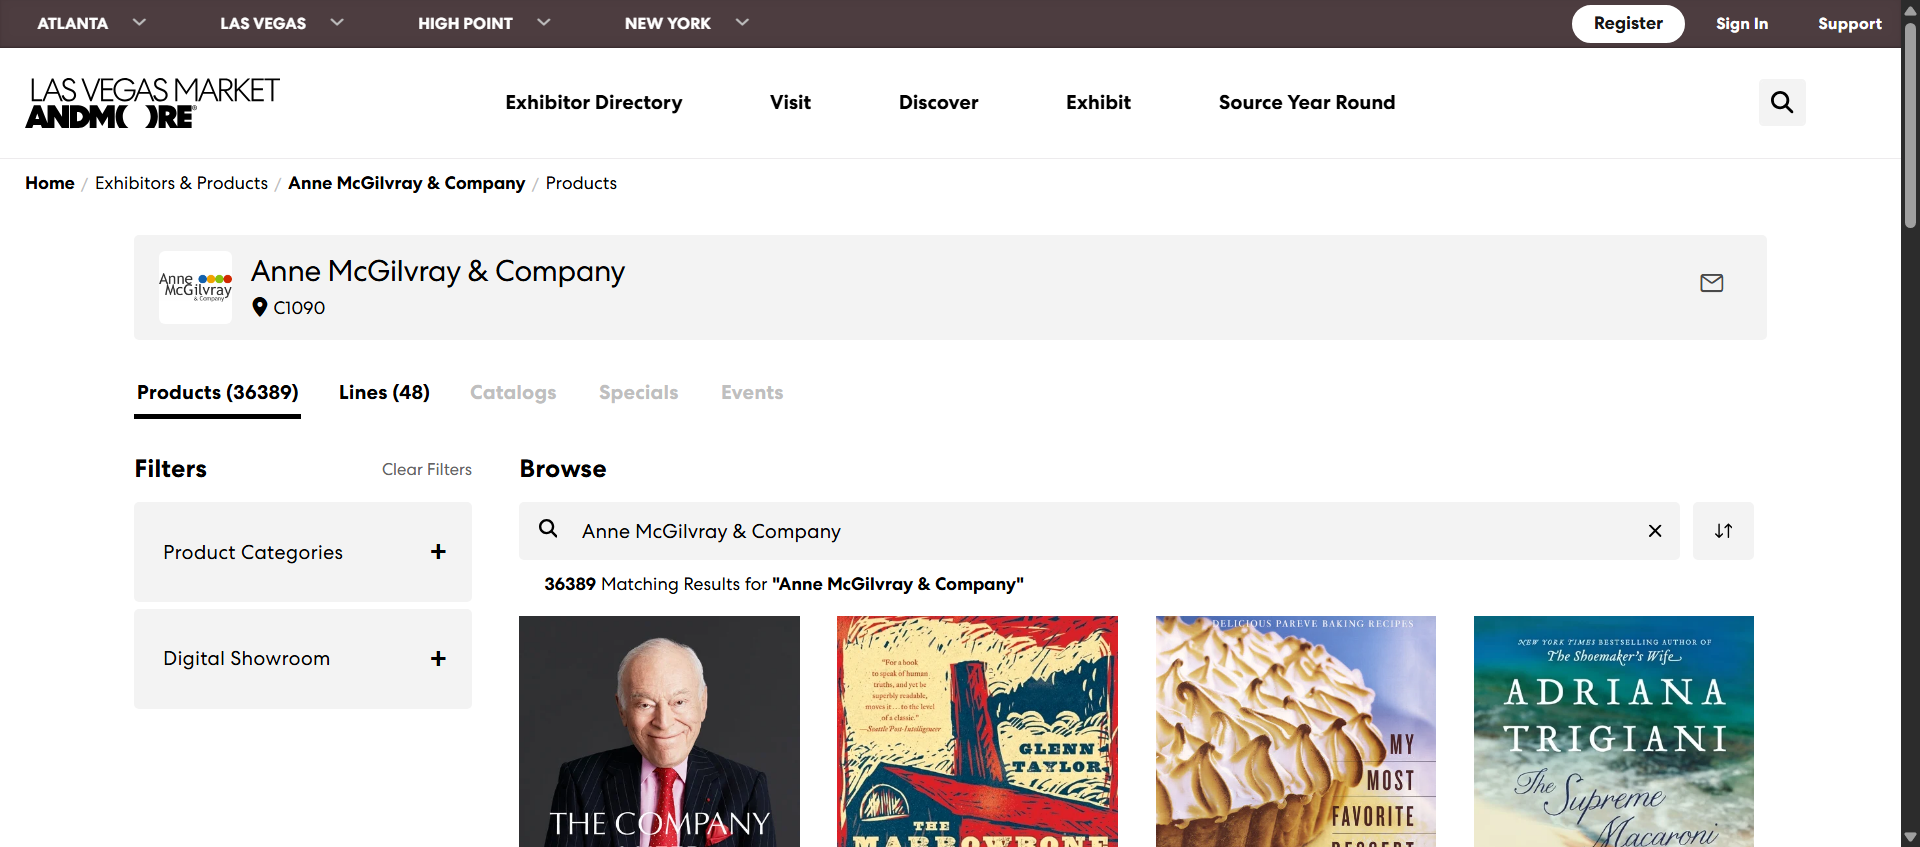 ATLANTA LAS VEGAS HIGH POINT NEW YORK Register Sign In Support
LAS VEGAS MARKET
ANDMORE
Exhibitor Directory Visit Discover Exhibit Source Year Round
Home / Exhibitors & Products / Anne McGilvray & Company / Products
Anne
McGilvray
& Company
Anne McGilvray & Company
C1090
Products (36389) Lines (48) Catalogs Specials Events
Filters Clear Filters
Browse
Product Categories
Digital Showroom
Anne McGilvray & Company
36389 Matching Results for "Anne McGilvray & Company"
THE COMPANY
"For a book
to speak of human
truths, and yet be
superbly readable,
moves it . . . to the level
of a classic."
—Seattle Post-Intelligence
GLENN
TAYLOR
THE
MARROWBONE
DELICIOUS PAREVE BAKING RECIPES
MY
MOST
FAVORITE
DESSERT
NEW YORK TIMES BESTSELLING AUTHOR OF
The Shoemaker's Wife
ADRIANA
TRIGIANI
The Supreme
Macaroni